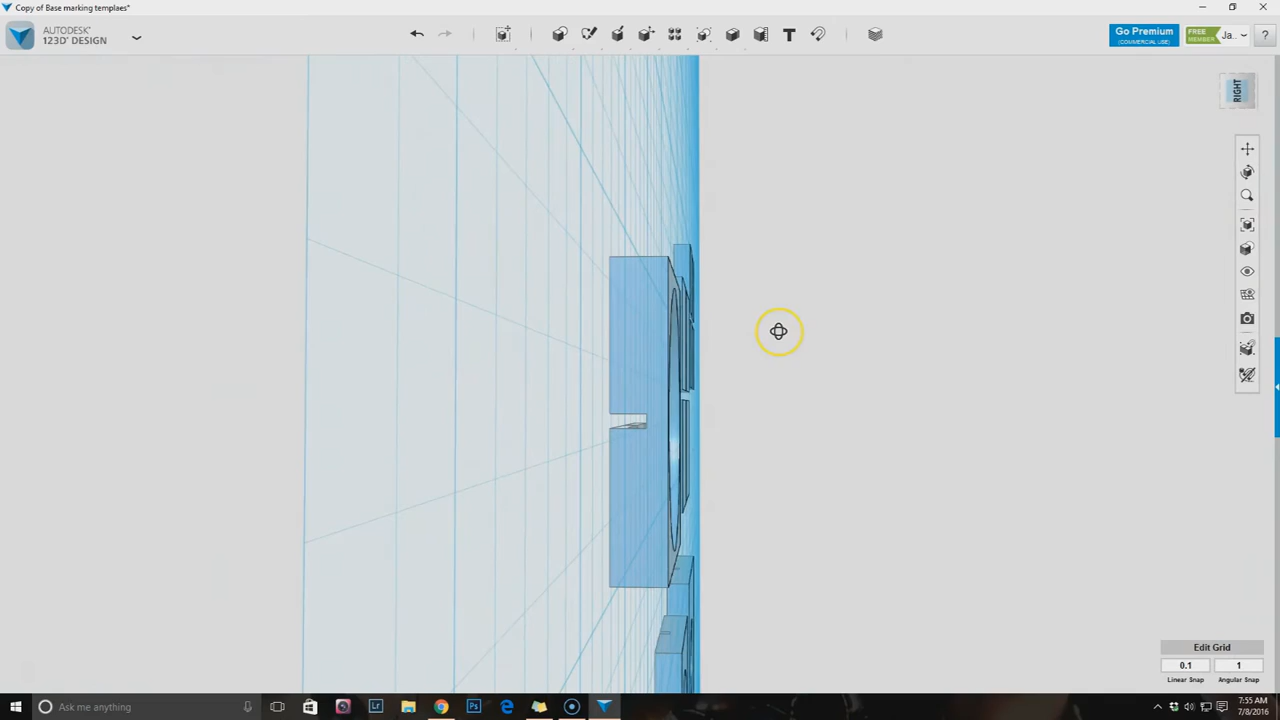 Copy of Base marking templaes*
AUTODESK®
123D® DESIGN
Go Premium
(COMMERCIAL USE)
FREE
MEMBER
Ja..
?
RIGHT
Edit Grid
0.1
1
Linear Snap
Angular Snap
Ask me anything
7:55 AM
7/8/2016